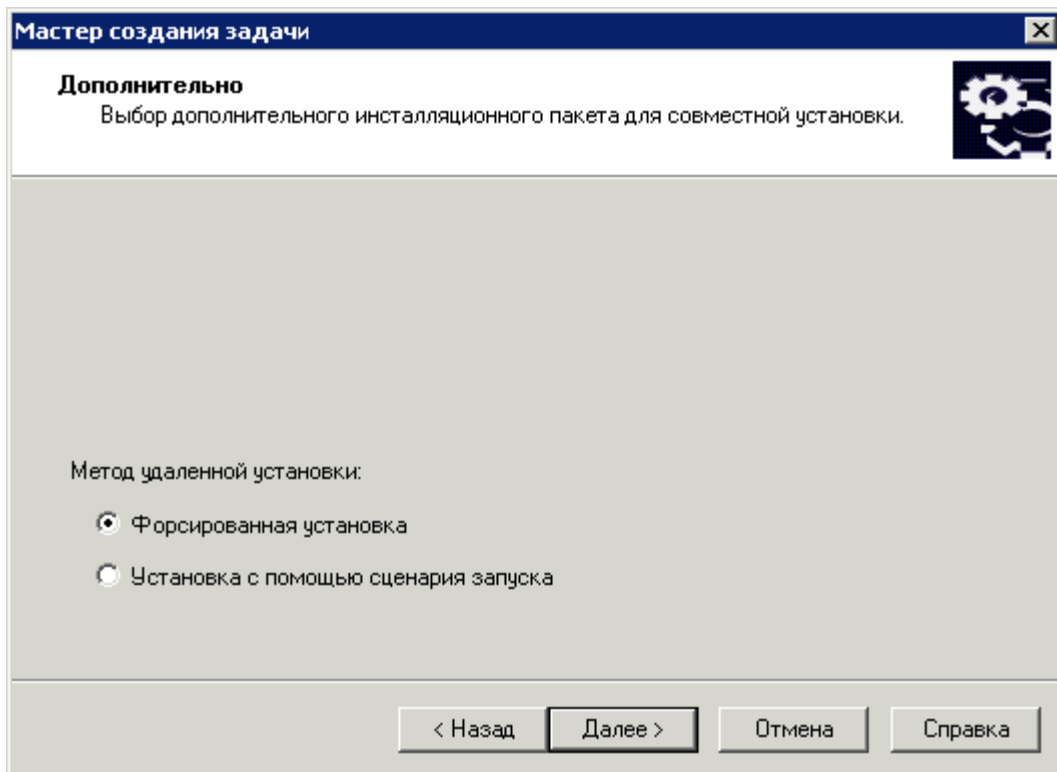 Мастер создания задачи
Дополнительно
Выбор дополнительного инсталляционного пакета для совместной установки.
Метод удаленной установки:
Форсированная установка
Установка с помощью сценария запуска
< Назад
Далее >
Отмена
Справка